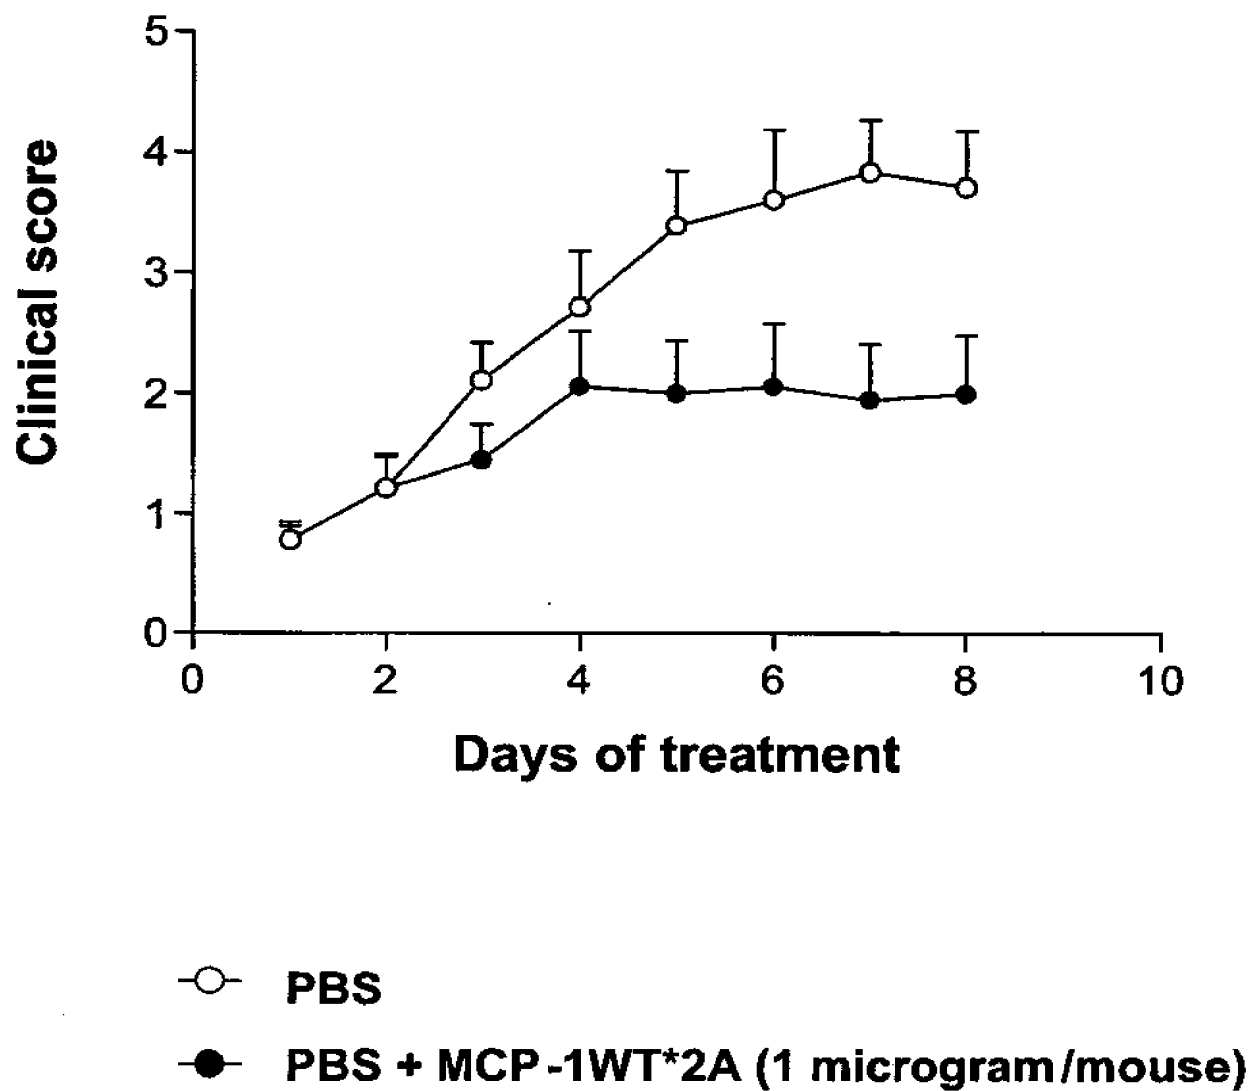 5
4
3
2
1
0
Clinical score
0 2 4 6 8 10
Days of treatment
PBS
PBS + MCP-1WT*2A (1 microgram/mouse)